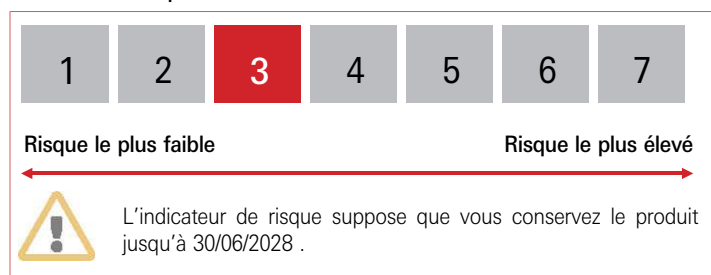 1 2 3 4 5 6 7
Risque le plus faible Risque le plus élevé
L'indicateur de risque suppose que vous conservez le produit
jusqu'à 30/06/2028 .